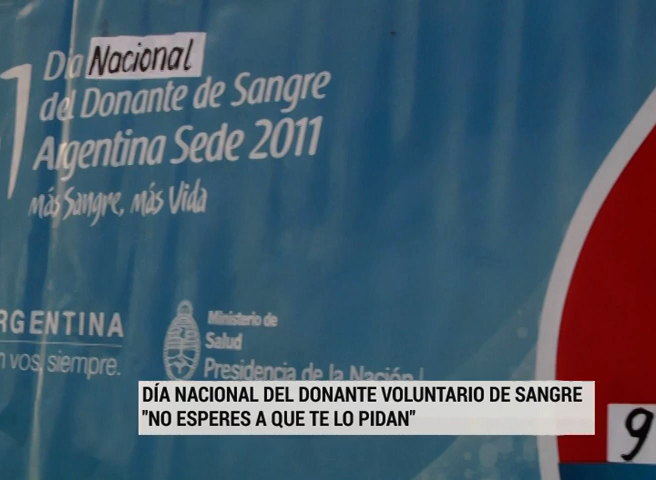 Día Nacional
del Donante de Sangre
Argentina Sede 2011
más Sangre, más Vida
RGENTINA
n vos, siempre.
Ministerio de
Salud
Presidencia de la Nación
DÍA NACIONAL DEL DONANTE VOLUNTARIO DE SANGRE
"NO ESPERES A QUE TE LO PIDAN"
9